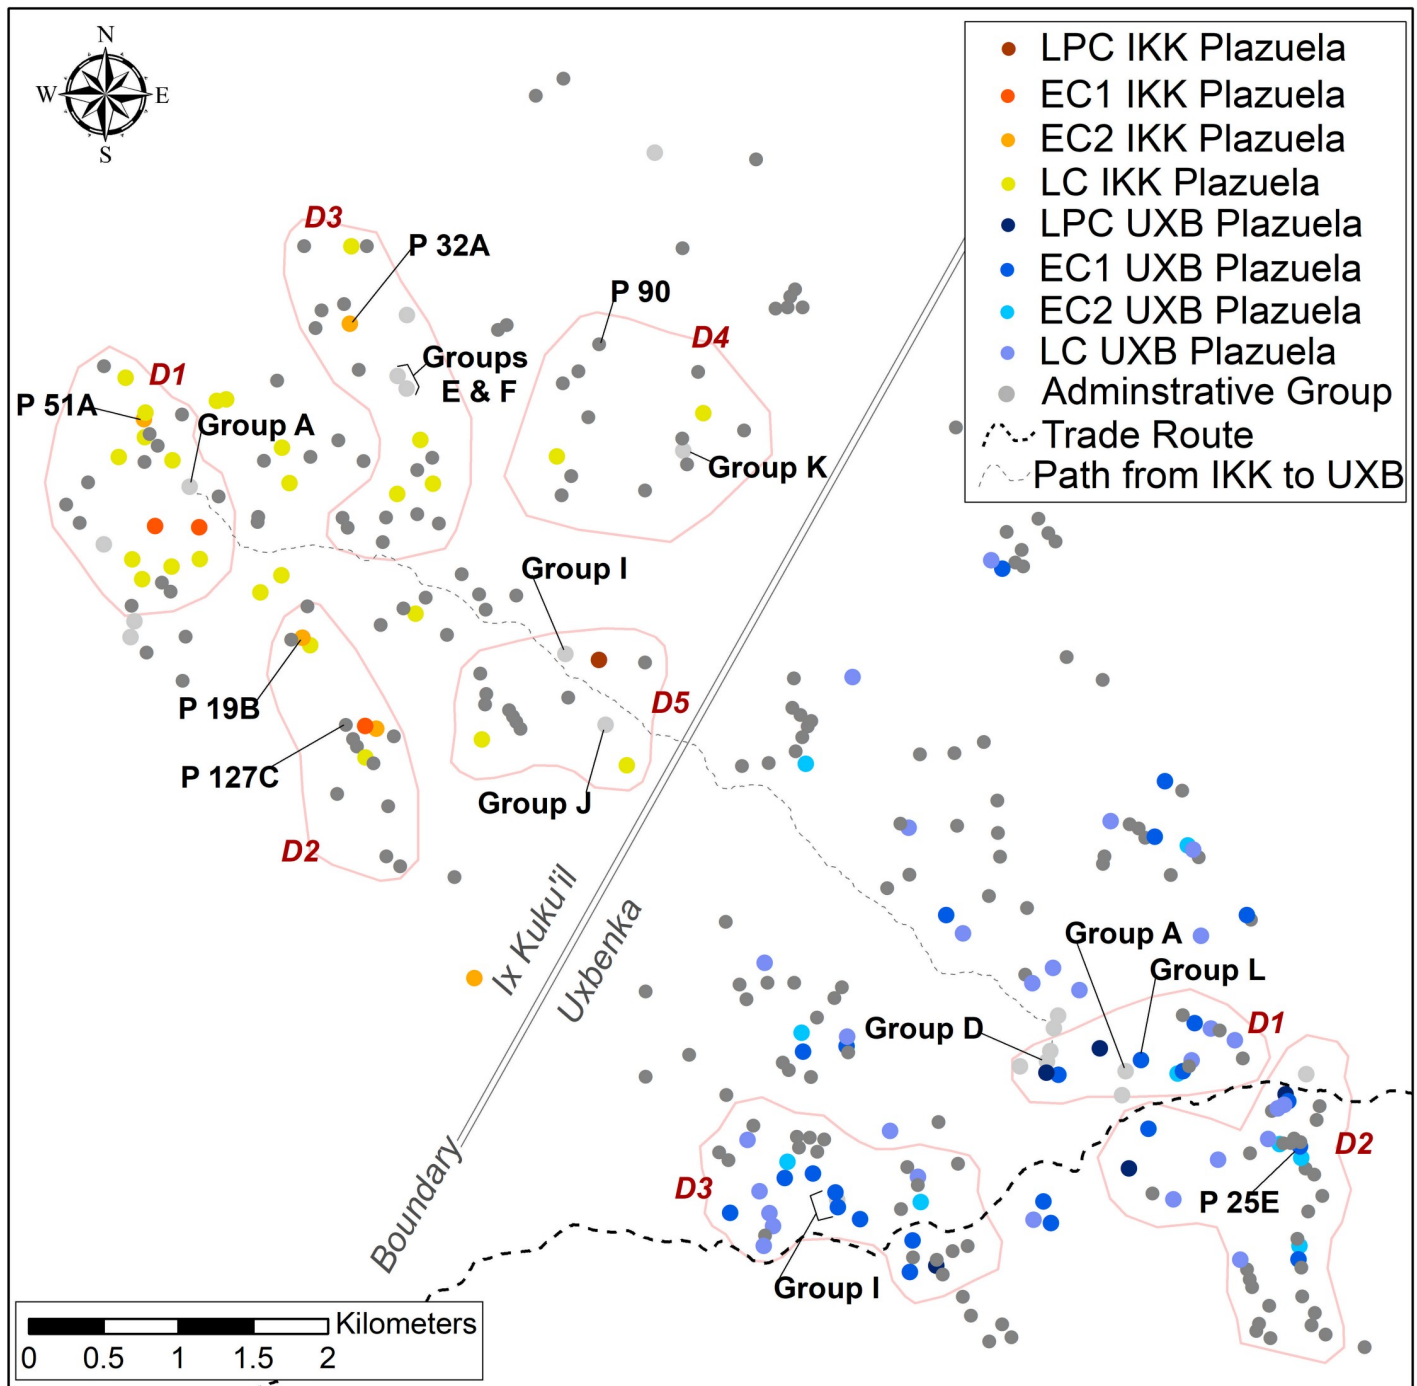 N
W
E
S
LPC IKK Plazuela
EC1 IKK Plazuela
EC2 IKK Plazuela
LC IKK Plazuela
LPC UXB Plazuela
EC1 UXB Plazuela
EC2 UXB Plazuela
LC UXB Plazuela
Adminstrative Group
Trade Route
Path from IKK to UXB
D3
P 32A
P 90
D4
Groups
E & F
D1
P 51A
Group A
Group K
Group I
P 19B
D5
P 127C
Group J
D2
Ix Kuku'il
Uxbenka
Boundary
Group A
Group L
Group D
D1
D2
D3
P 25E
Group I
Kilometers
0 0.5 1 1.5 2